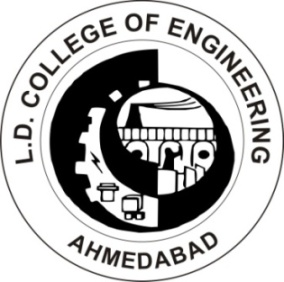 L.D. COLLEGE OF ENGINEERING
AHMEDABAD